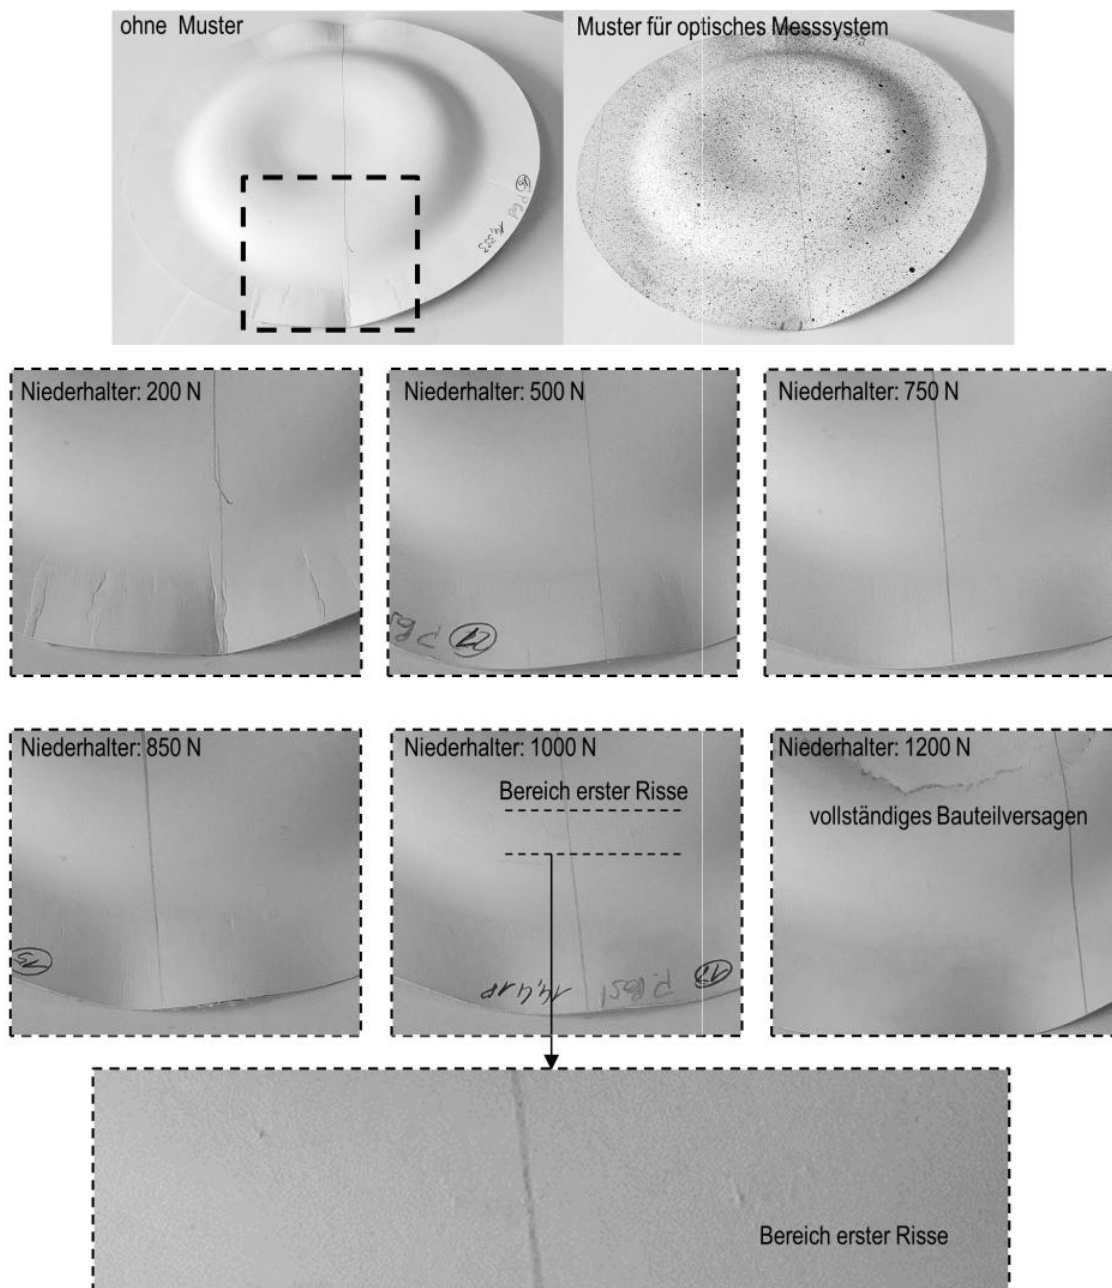 ohne Muster
Muster für optisches Messsystem
Niederhalter: 200 N
Niederhalter: 500 N
Niederhalter: 750 N
Niederhalter: 850 N
Niederhalter: 1000 N
Bereich erster Risse
Niederhalter: 1200 N
vollständiges Bauteilversagen
Bereich erster Risse